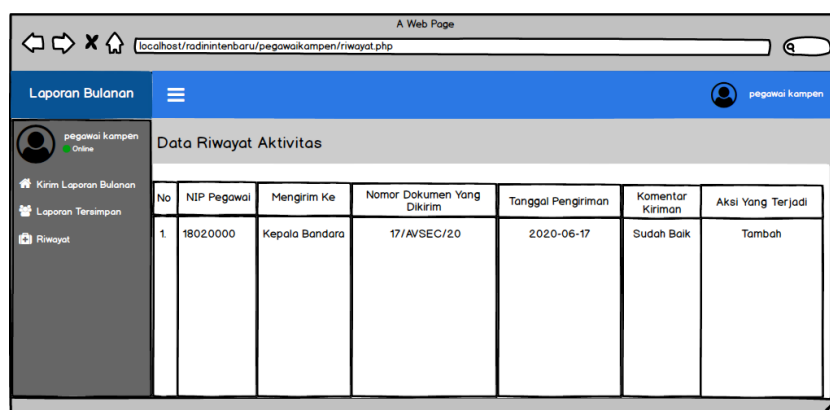 A Web Page
localhost/radinintenbaru/pegawaikampen/riwayat.php
Laporan Bulanan
pegawai kampen
pegawai kampen
Online
Data Riwayat Aktivitas
Kirim Laporan Bulanan
Laporan Tersimpan
Riwayat
No NIP Pegawai Mengirim Ke Nomor Dokumen Yang Dikirim Tanggal Pengiriman Komentar Kiriman Aksi Yang Terjadi
1. 18020000 Kepala Bandara 17/AVSEC/20 2020-06-17 Sudah Baik Tambah